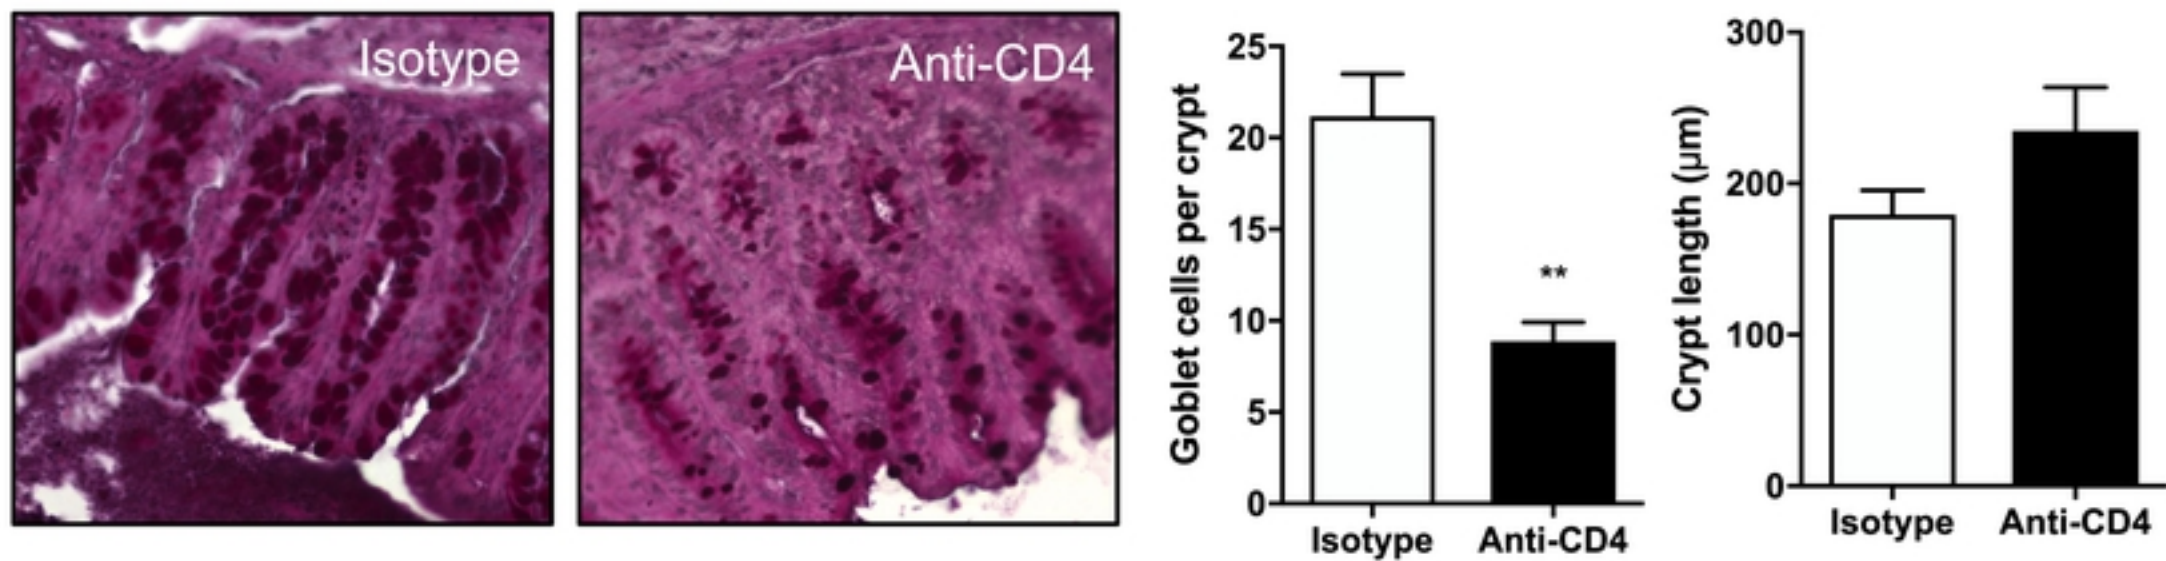 Isotype
Anti-CD4
Goblet cells per crypt
25
20
15
10
5
0
**
Isotype
Anti-CD4
Crypt length (μm)
300
200
100
0
Isotype
Anti-CD4